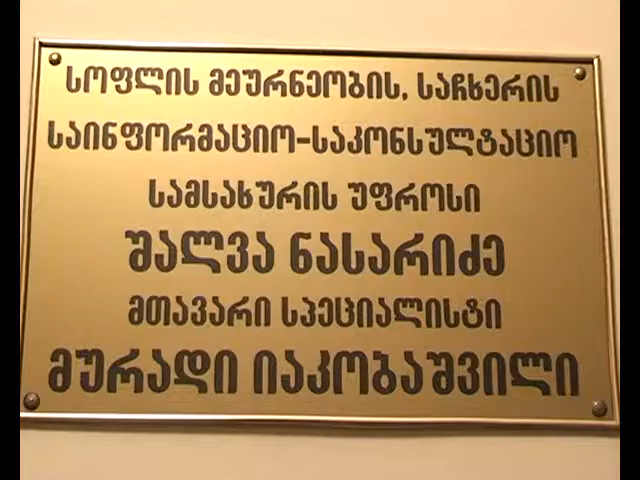 სოფლის მეურნეობის, საჩხერის
საინფორმაციო-საკონსულტაციო
სამსახურის უფროსი
შალვა ნასარიძე
მთავარი სპეციალისტი
მურადი იაკობაშვილი